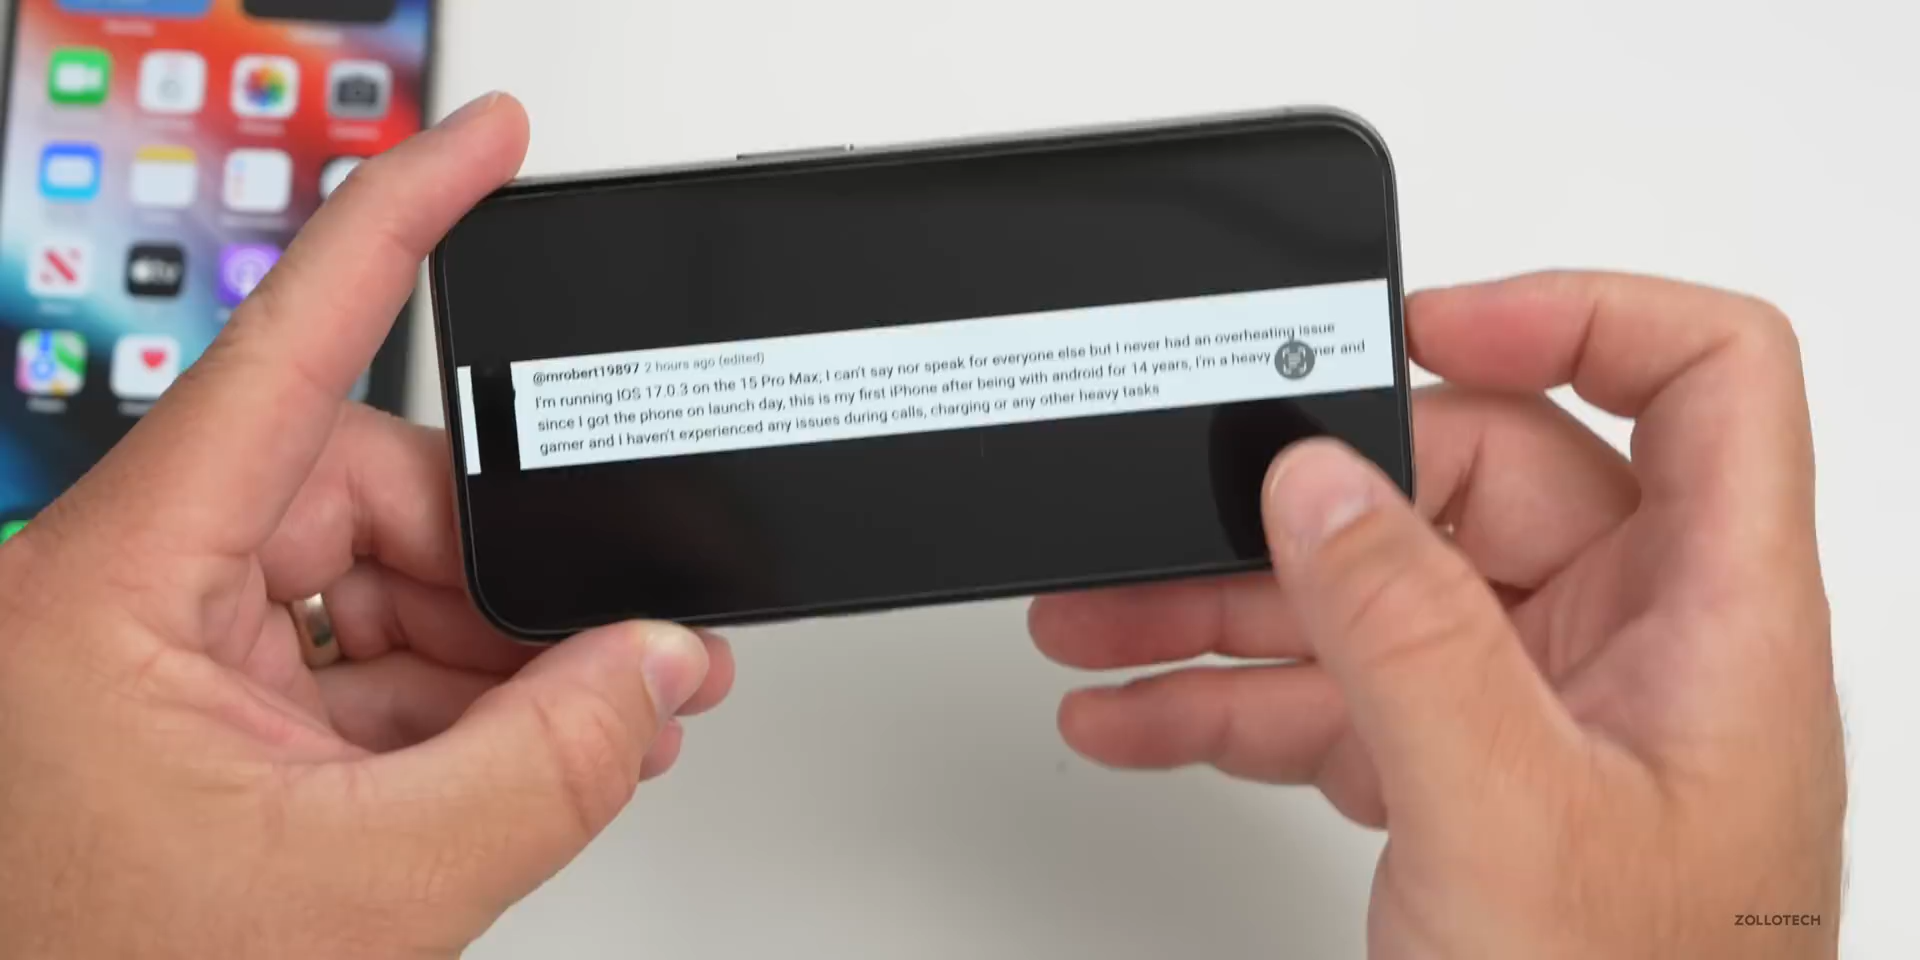 @mrobert19897 2 hours ago (edited)
I'm running IOS 17.0.3 on the 15 Pro Max, I can't say nor speak for everyone else but I never had an overheating issue
since I got the phone on launch day, this is my first iPhone after being with android for 14 years, I'm a heavy and
gamer and I haven't experienced any issues during calls, charging or any other heavy tasks
tv
ZOLLOTECH